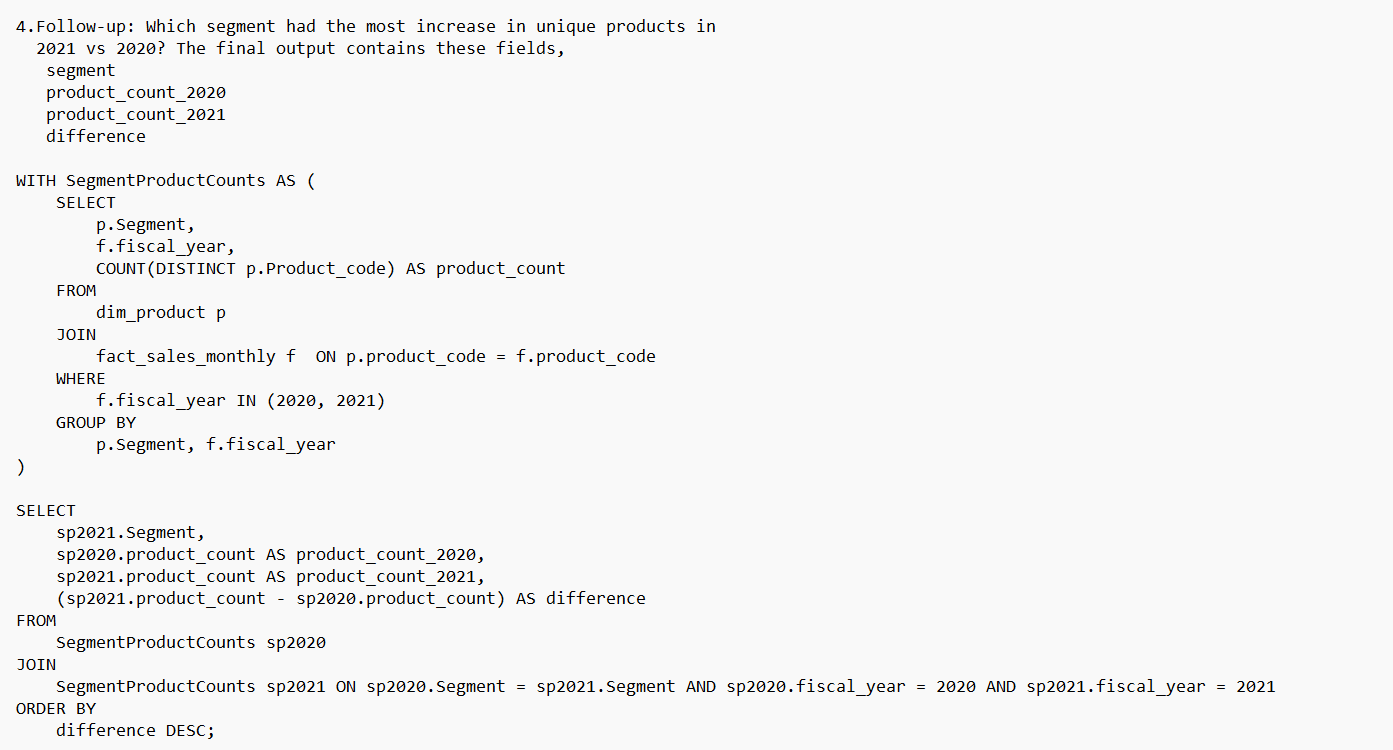 4.Follow-up: Which segment had the most increase in unique products in
2021 vs 2020? The final output contains these fields,
segment
product_count_2020
product_count_2021
difference
WITH SegmentProductCounts AS (
SELECT
p.Segment,
f.fiscal_year,
COUNT(DISTINCT p.Product_code) AS product_count
FROM
dim_product p
JOIN
fact_sales_monthly f  ON p.product_code = f.product_code
WHERE
f.fiscal_year IN (2020, 2021)
GROUP BY
p.Segment, f.fiscal_year
)
SELECT
sp2021.Segment,
sp2020.product_count AS product_count_2020,
sp2021.product_count AS product_count_2021,
(sp2021.product_count - sp2020.product_count) AS difference
FROM
SegmentProductCounts sp2020
JOIN
SegmentProductCounts sp2021 ON sp2020.Segment = sp2021.Segment AND sp2020.fiscal_year = 2020 AND sp2021.fiscal_year = 2021
ORDER BY
difference DESC;